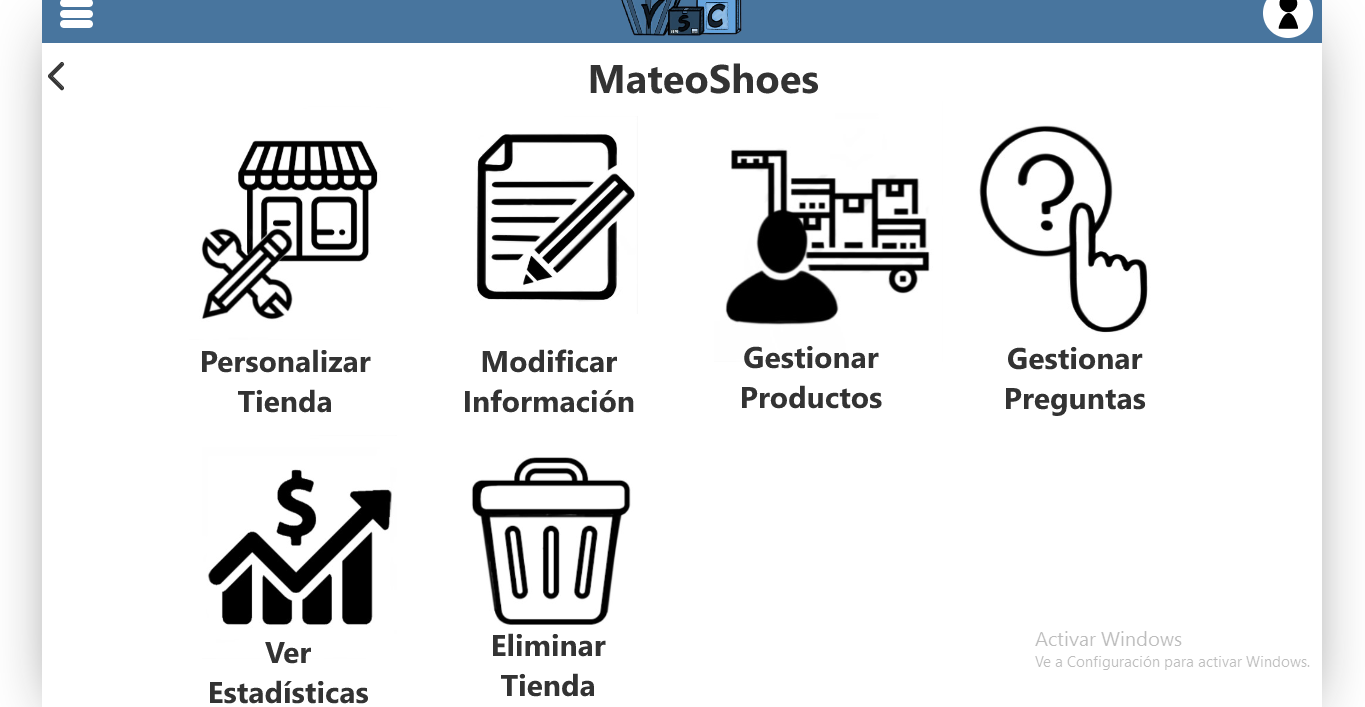 YSC
MateoShoes
Personalizar
Tienda
Modificar
Información
Gestionar
Productos
Gestionar
Preguntas
Ver
Estadísticas
Eliminar
Tienda
Activar Windows
Ve a Configuración para activar Windows.